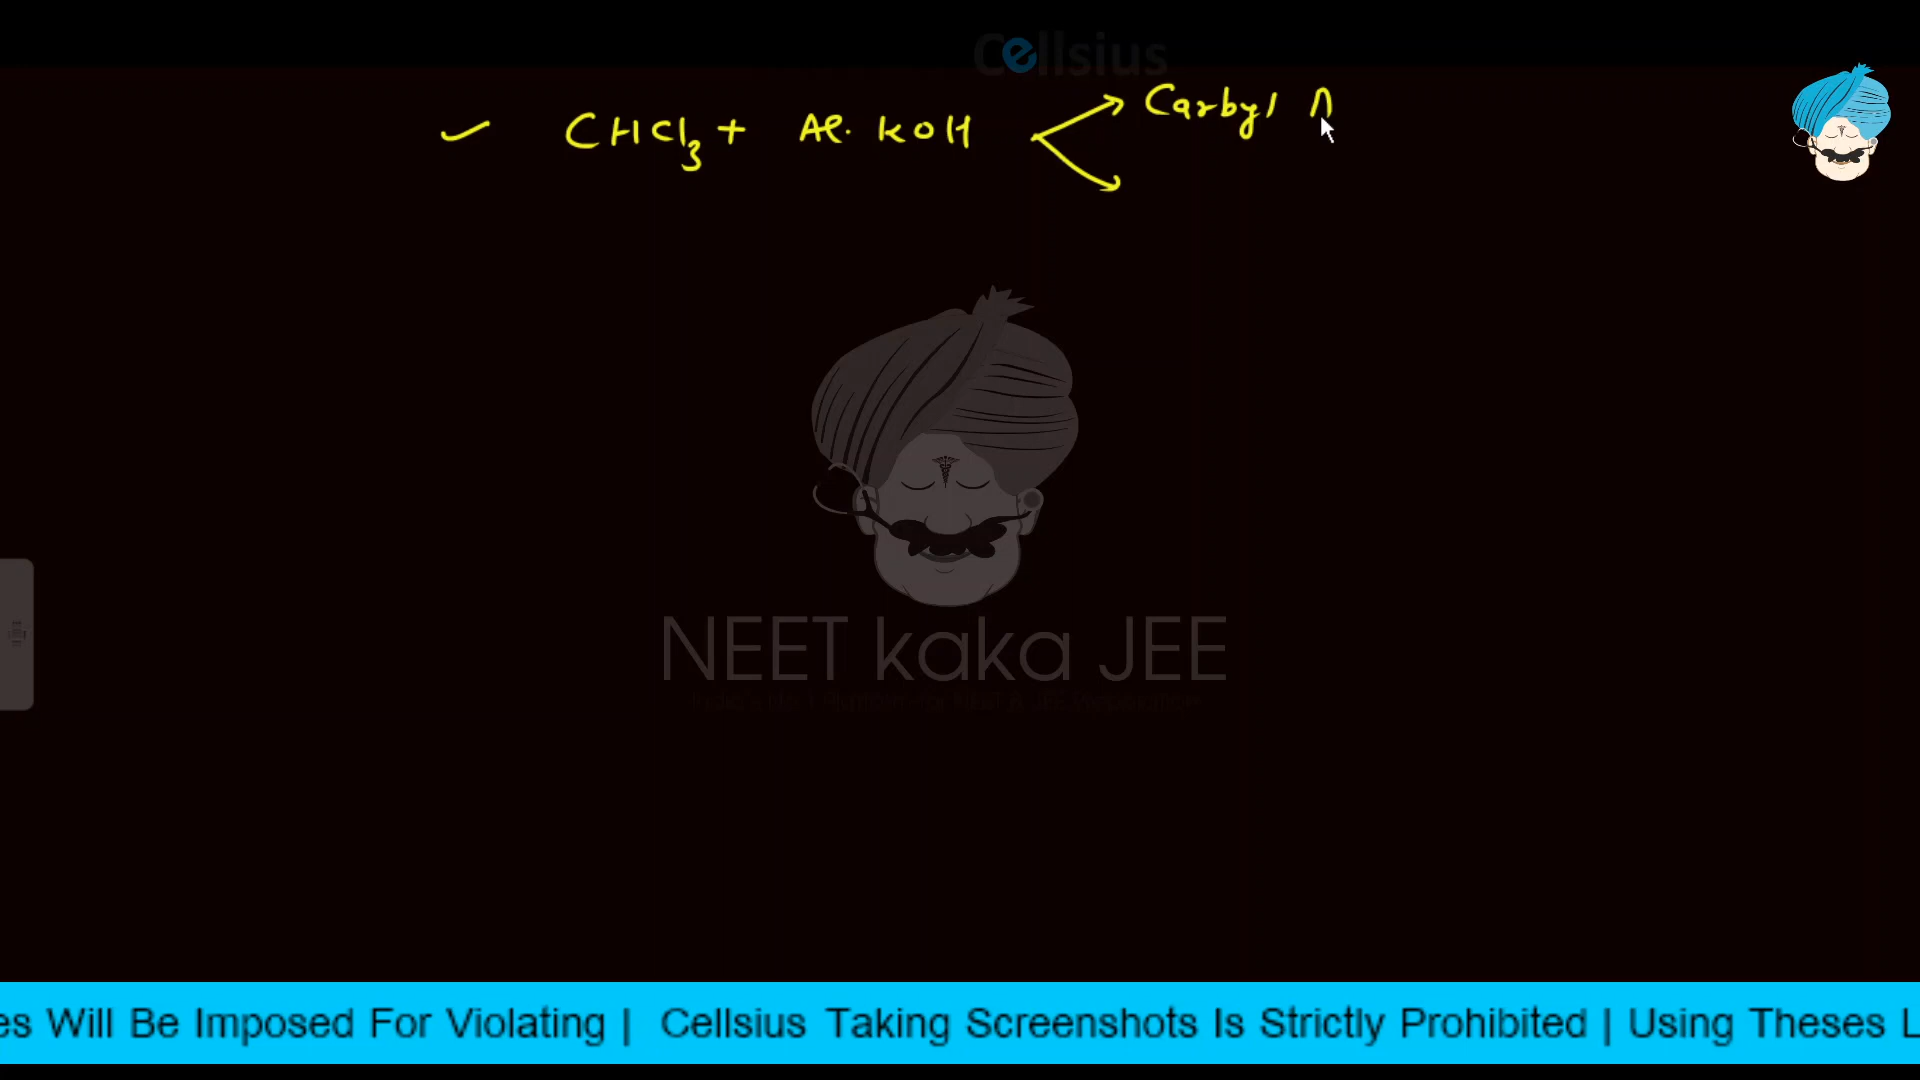 Cellsius
CHCl3 + Al. KOH Carbyl A
NEET kaka JEE
es Will Be Imposed For Violating | Cellsius Taking Screenshots Is Strictly Prohibited | Using Theses L